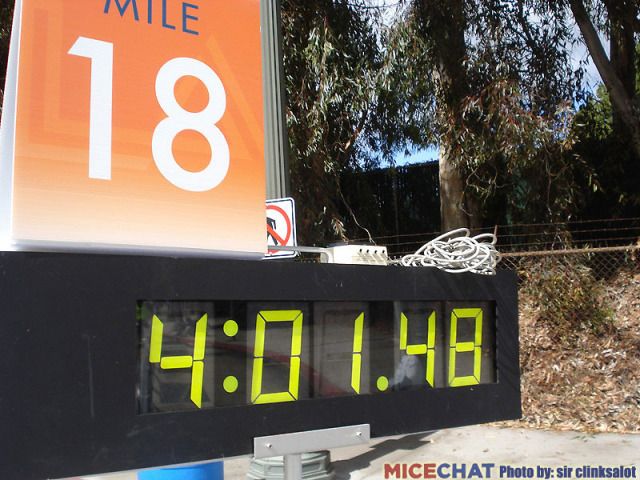 MILE
18
4:01.48
MICECHAT Photo by: sir clinksalot